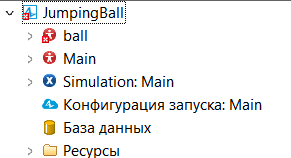 JumpingBall
ball
Main
Simulation: Main
Конфигурация запуска: Main
База данных
Ресурсы